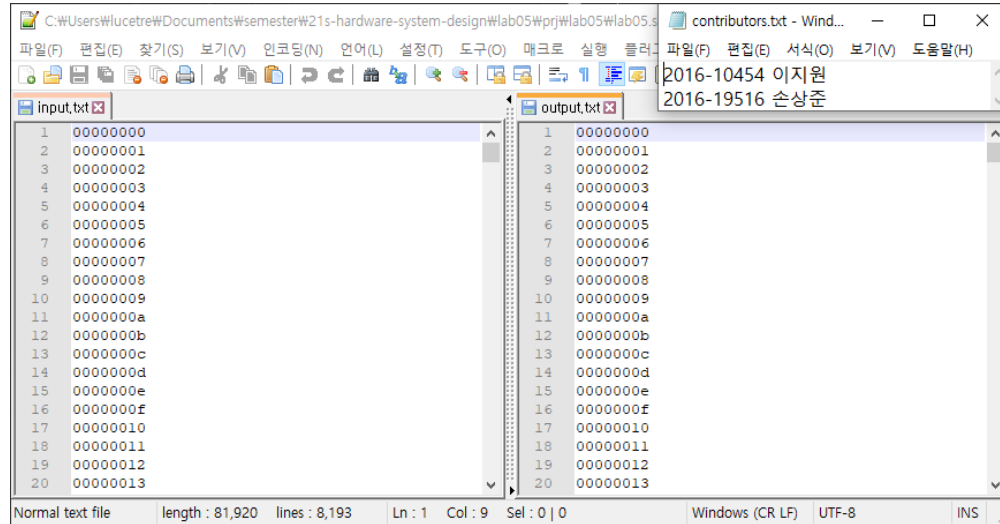 C:₩Users₩lucetre₩Documents₩semester₩21s-hardware-system-design₩lab05₩prj₩lab05₩lab05.s
파일(F) 편집(E) 찾기(S) 보기(V) 인코딩(N) 언어(L) 설정(T) 도구(O) 매크로 실행 플러그
contributors.txt - Wind...
파일(F) 편집(E) 서식(O) 보기(V) 도움말(H)
2016-10454 이지원
2016-19516 손상준
input.txt
1 00000000
2 00000001
3 00000002
4 00000003
5 00000004
6 00000005
7 00000006
8 00000007
9 00000008
10 00000009
11 0000000a
12 0000000b
13 0000000c
14 0000000d
15 0000000e
16 0000000f
17 00000010
18 00000011
19 00000012
20 00000013
output.txt
1 00000000
2 00000001
3 00000002
4 00000003
5 00000004
6 00000005
7 00000006
8 00000007
9 00000008
10 00000009
11 0000000a
12 0000000b
13 0000000c
14 0000000d
15 0000000e
16 0000000f
17 00000010
18 00000011
19 00000012
20 00000013
Normal text file length : 81,920 lines : 8,193 Ln : 1 Col : 9 Sel : 0 | 0 Windows (CR LF) UTF-8 INS